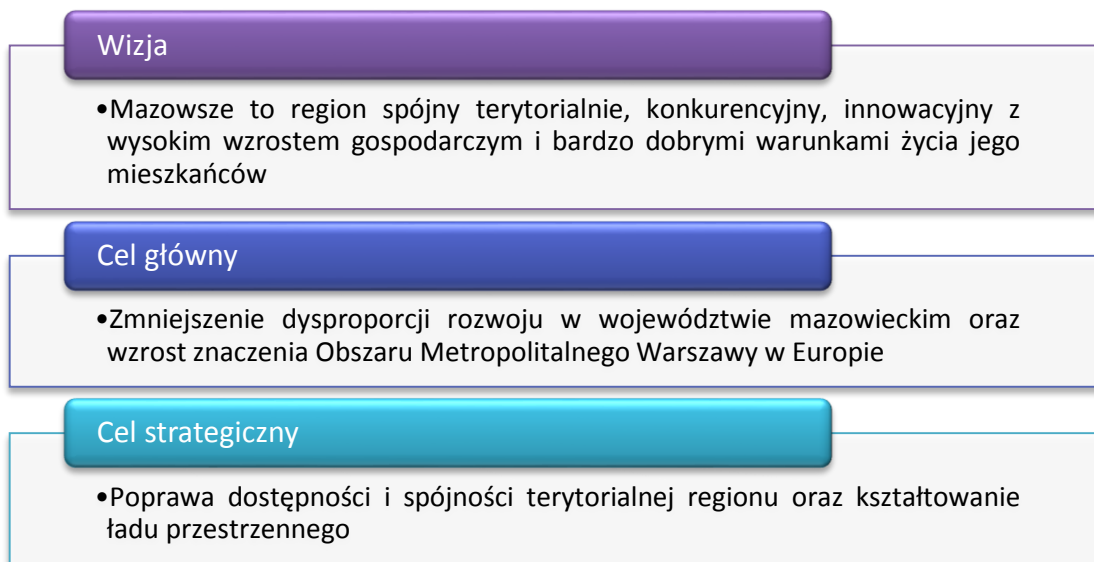 Wizja
•Mazowsze to region spójny terytorialnie, konkurencyjny, innowacyjny z
wysokim wzrostem gospodarczym i bardzo dobrymi warunkami życia jego
mieszkańców
Cel główny
•Zmniejszenie dysproporcji rozwoju w województwie mazowieckim oraz
wzrost znaczenia Obszaru Metropolitalnego Warszawy w Europie
Cel strategiczny
•Poprawa dostępności i spójności terytorialnej regionu oraz kształtowanie
ładu przestrzennego